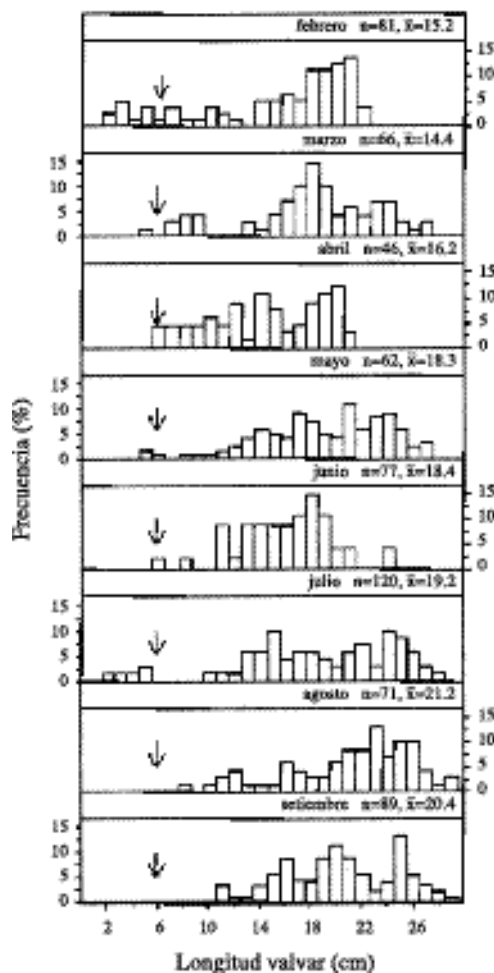 febrero n=81, x̄=15.2
15
10
5
0
marzo n=66, x̄=14.4
15
10
5
0
abril n=46, x̄=16.2
15
10
5
0
mayo n=62, x̄=18.3
15
10
5
0
junio n=77, x̄=18.4
15
10
5
0
julio n=120, x̄=19.2
15
10
5
0
agosto n=71, x̄=21.2
15
10
5
0
setiembre n=89, x̄=20.4
15
10
5
0
2 6 10 14 18 22 26
Longitud valvar (cm)
Frecuencia (%)